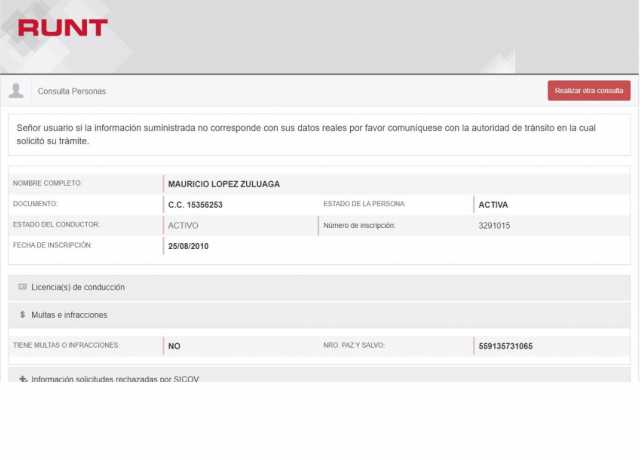 RUNT
Consulta Personas
Realizar otra consulta
Señor usuario si la información suministrada no corresponde con sus datos reales por favor comuníquese con la autoridad de tránsito en la cual
solicitó su trámite.
NOMBRE COMPLETO: MAURICIO LOPEZ ZULUAGA
DOCUMENTO: C.C. 15356253 ESTADO DE LA PERSONA: ACTIVA
ESTADO DEL CONDUCTOR: ACTIVO Número de inscripción: 3291015
FECHA DE INSCRIPCIÓN: 25/08/2010
Licencia(s) de conducción
$ Multas e infracciones
TIENE MULTAS O INFRACCIONES: NO NRO. PAZ Y SALVO: 559135731065
Información solicitudes rechazadas por SICOV